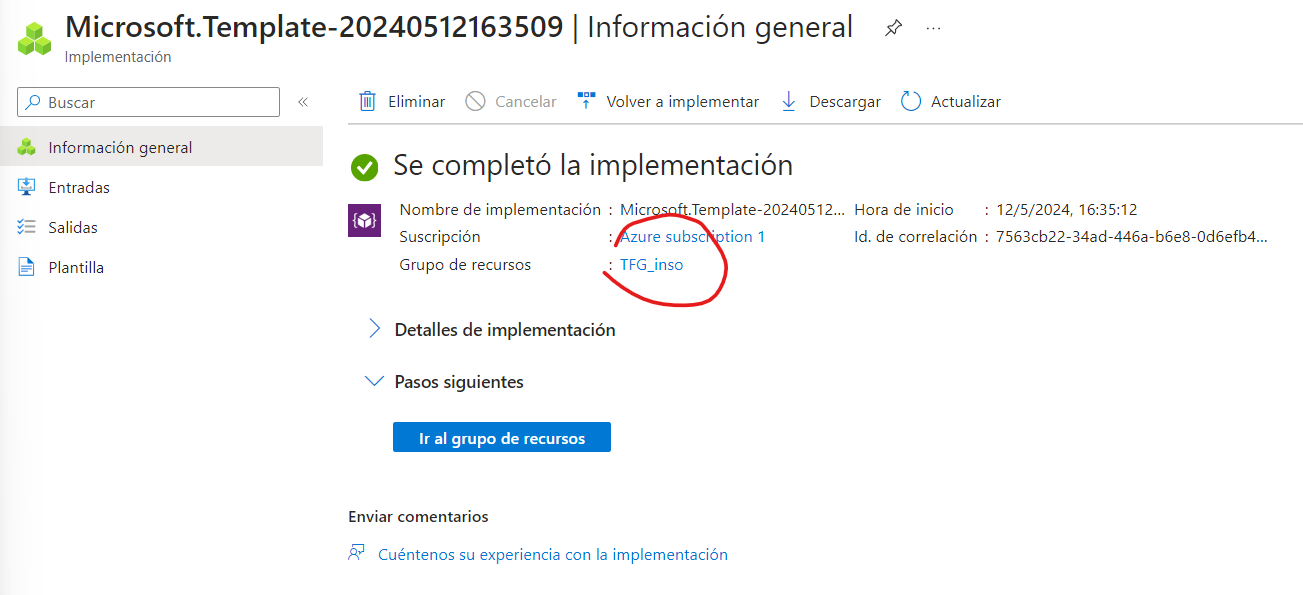 Microsoft.Template-20240512163509 | Información general
Implementación
Buscar
Información general
Entradas
Salidas
Plantilla
Eliminar Cancelar Volver a implementar Descargar Actualizar
Se completó la implementación
Nombre de implementación : Microsoft.Template-20240512... Hora de inicio : 12/5/2024, 16:35:12
Suscripción : Azure subscription 1 Id. de correlación : 7563cb22-34ad-446a-b6e8-0d6efb4...
Grupo de recursos : TFG_inso
Detalles de implementación
Pasos siguientes
Ir al grupo de recursos
Enviar comentarios
Cuéntenos su experiencia con la implementación